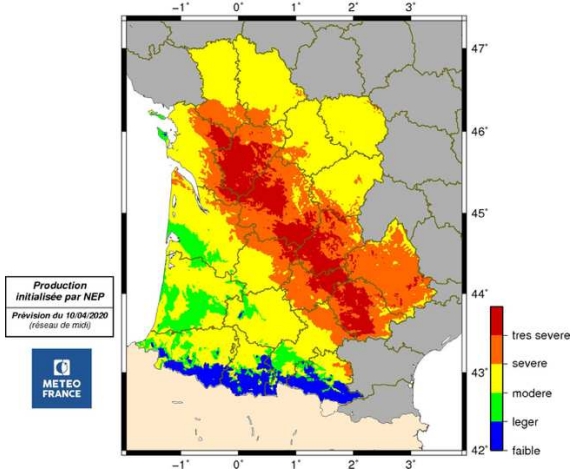 −1° 0° 1° 2° 3°
47°
46°
45°
44°
43°
42°
−1° 0° 1° 2° 3°
Production
initialisée par NEP
Prévision du 10/04/2020
(réseau de midi)
METEO
FRANCE
tres severe
severe
modere
leger
faible